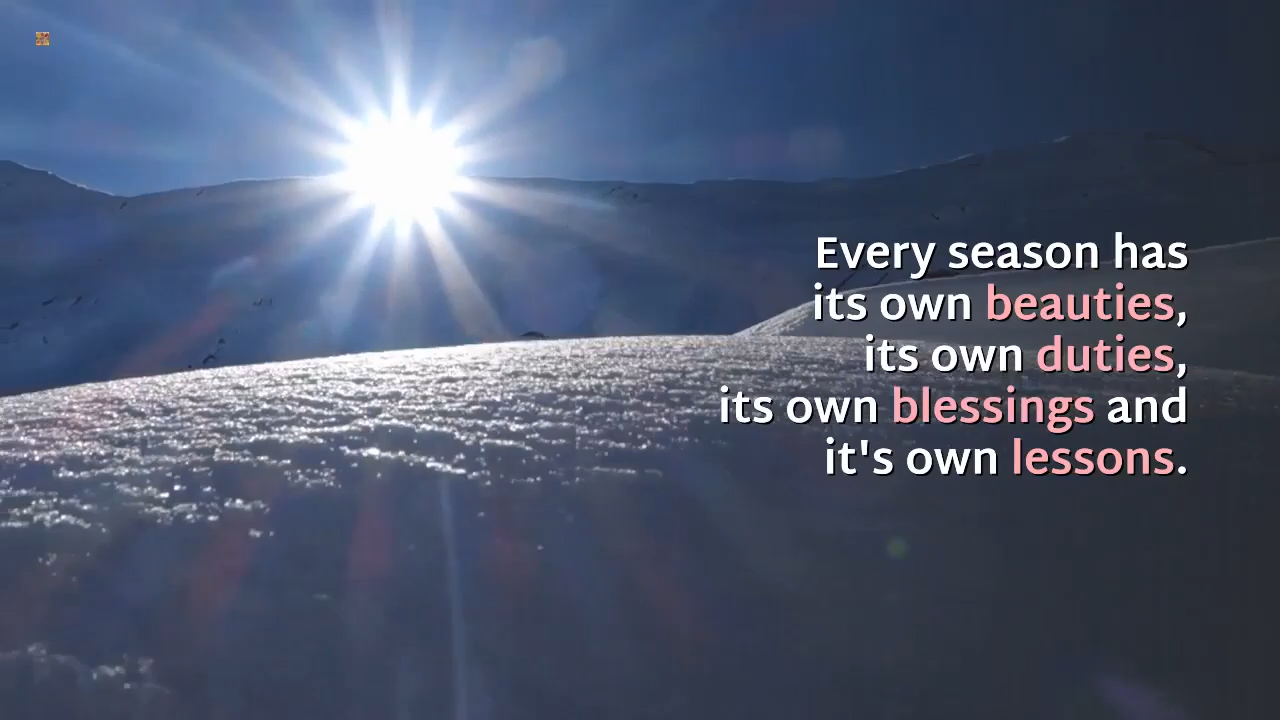 Every season has
its own beauties,
its own duties,
its own blessings and
it's own lessons.